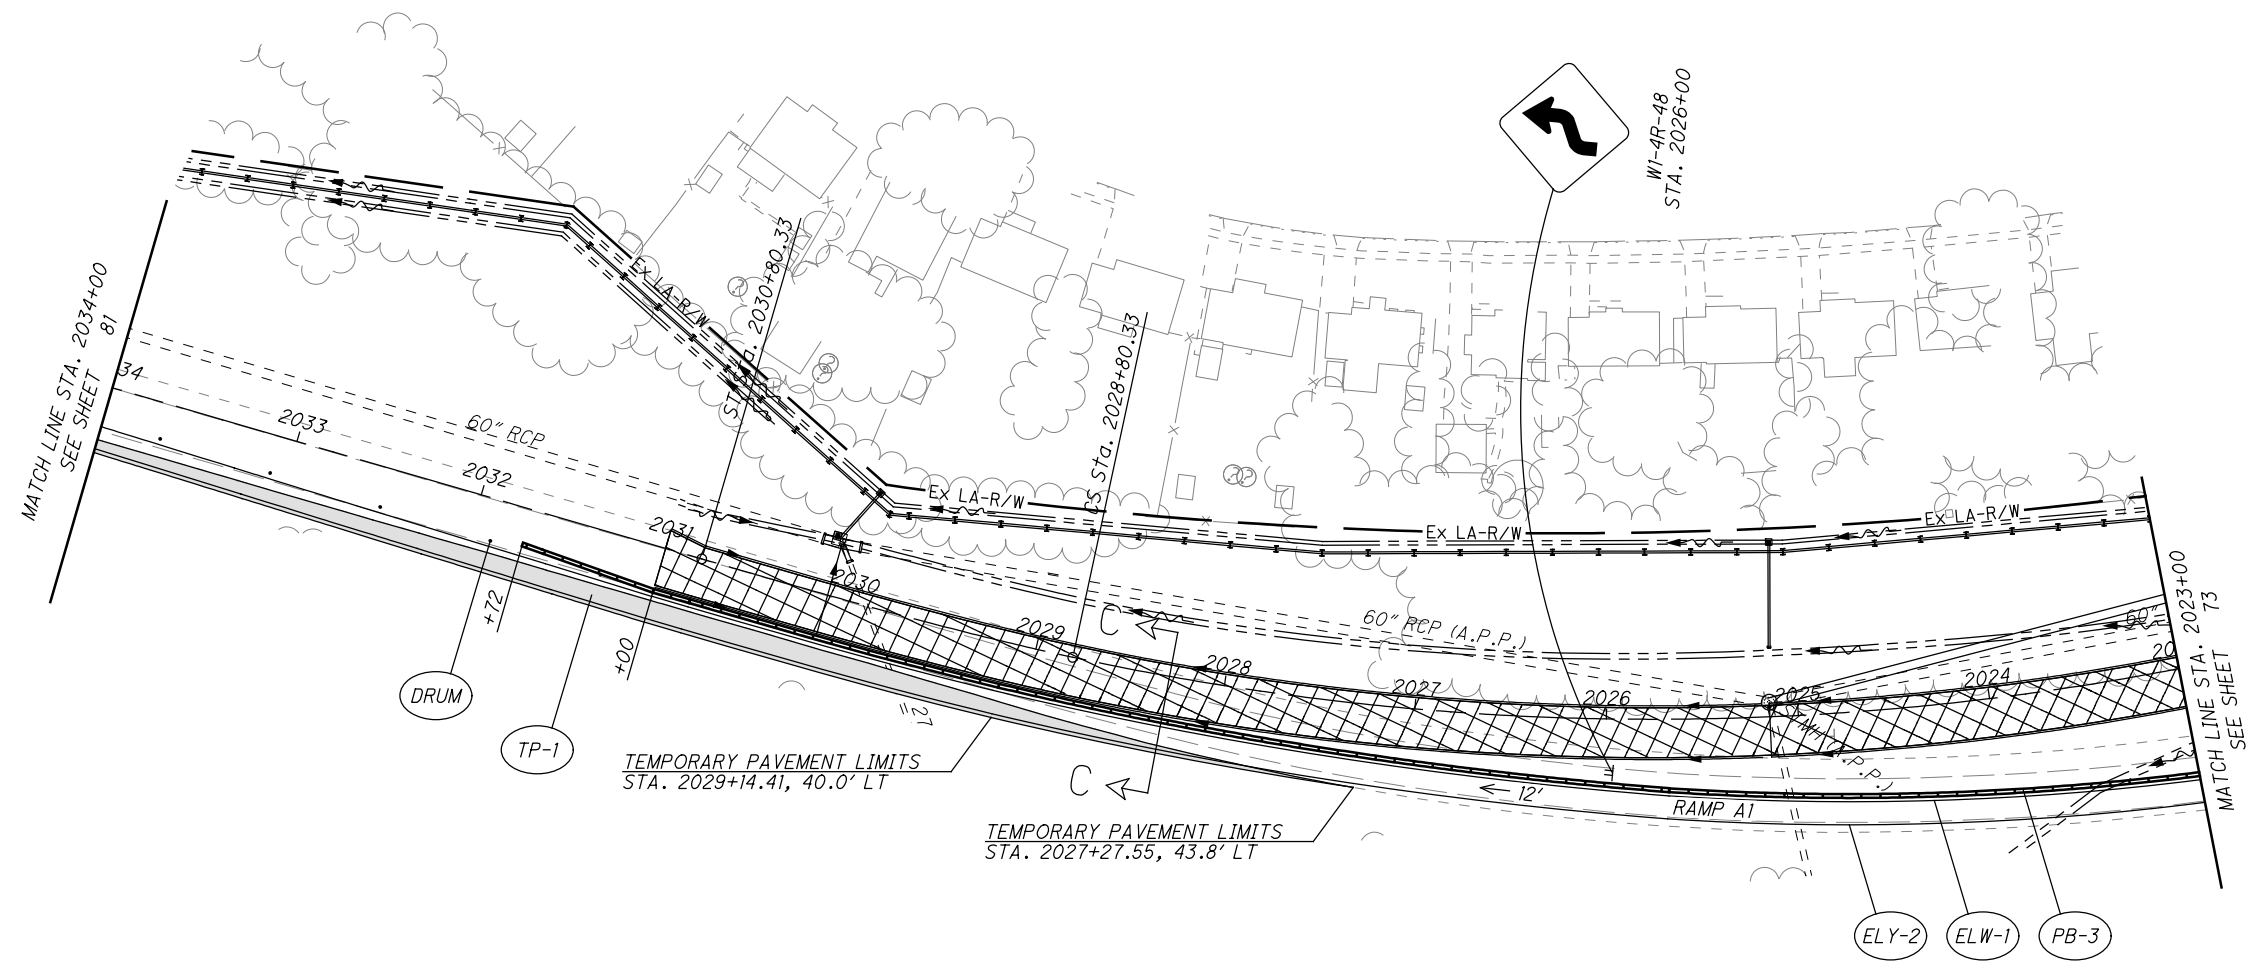 W1-4R-48
STA. 2026+00
MATCH LINE STA. 2034+00
SEE SHEET 81
34
2033
2032
60" RCP
2031
2030
2029
2028
2027
2026
2025
2024
20
ST Sta. 2030+80.33
CS Sta. 2028+80.33
Ex LA-R/W
Ex LA-R/W
Ex LA-R/W
Ex LA-R/W
60" RCP (A.P.P.)
60"
C
C
+72
+00
27
DRUM
TP-1
TEMPORARY PAVEMENT LIMITS
STA. 2029+14.41, 40.0' LT
TEMPORARY PAVEMENT LIMITS
STA. 2027+27.55, 43.8' LT
12'
RAMP A1
ELY-2
ELW-1
PB-3
MATCH LINE STA. 2023+00
SEE SHEET 73